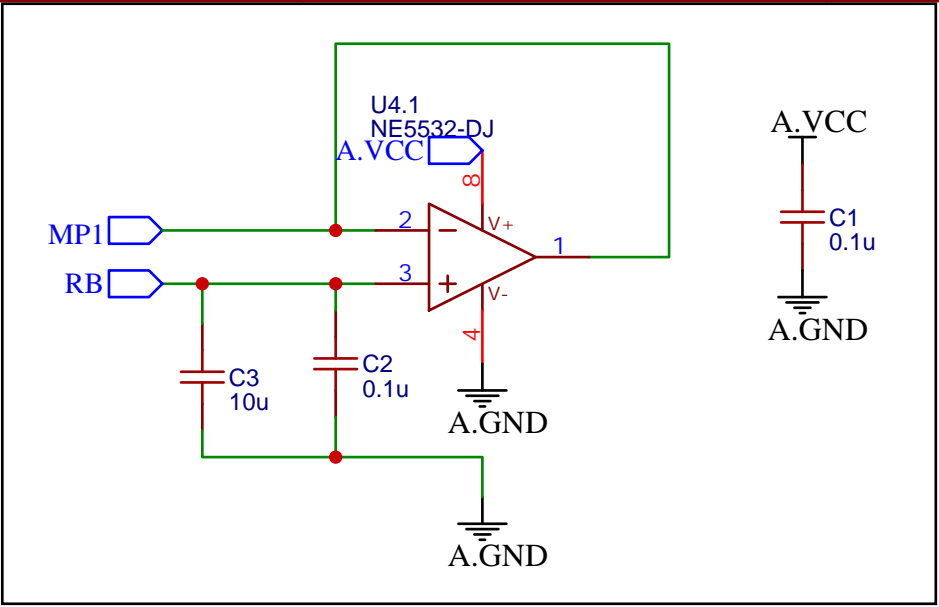 U4.1
NE5532-DJ
A.VCC
8
MP1
2
V+
1
RB
3
V-
4
A.GND
C3
10u
C2
0.1u
A.GND
A.VCC
C1
0.1u
A.GND